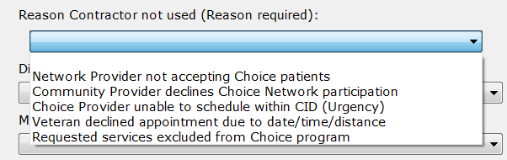 Reason Contractor not used (Reason required):
Di
Network Provider not accepting Choice patients
Community Provider declines Choice Network participation
Choice Provider unable to schedule within CID (Urgency)
Veteran declined appointment due to date/time/distance
M
Requested services excluded from Choice program